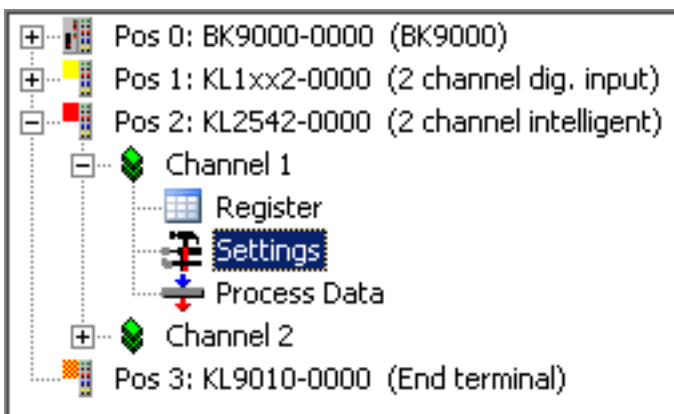 Pos 0: BK9000-0000 (BK9000)
Pos 1: KL1xx2-0000 (2 channel dig. input)
Pos 2: KL2542-0000 (2 channel intelligent)
Channel 1
Register
Settings
Process Data
Channel 2
Pos 3: KL9010-0000 (End terminal)